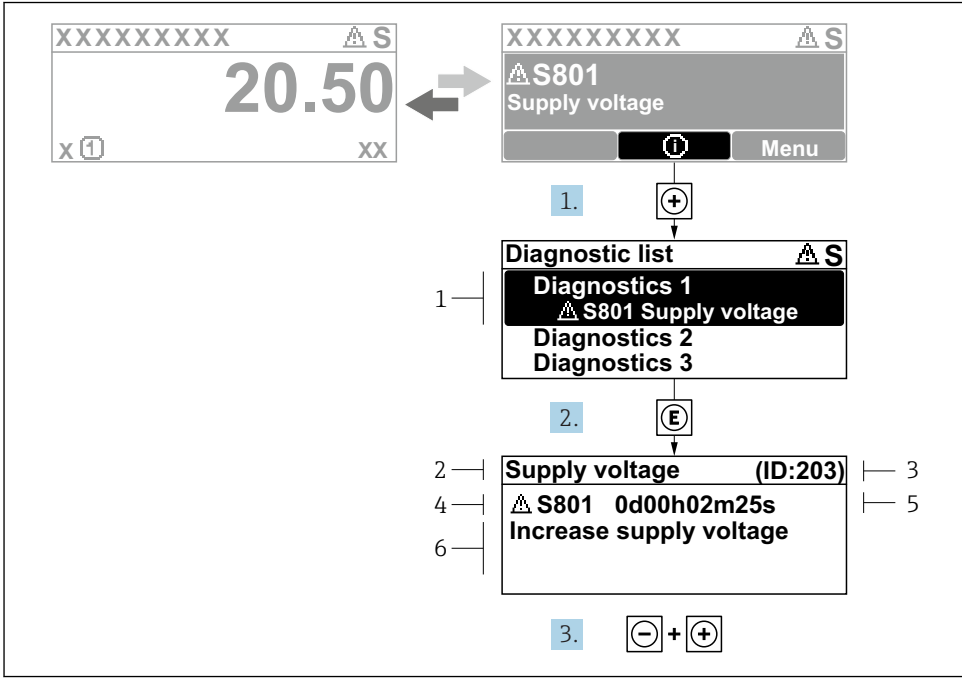 XXXXXXXXX ⚠ S
20.50
X 1 XX
XXXXXXXXX ⚠ S
⚠ S801
Supply voltage
i Menu
1. +
Diagnostic list ⚠ S
1 Diagnostics 1
⚠ S801 Supply voltage
Diagnostics 2
Diagnostics 3
2. E
2 Supply voltage (ID:203) 3
4 ⚠ S801 0d00h02m25s 5
6 Increase supply voltage
3. - + +